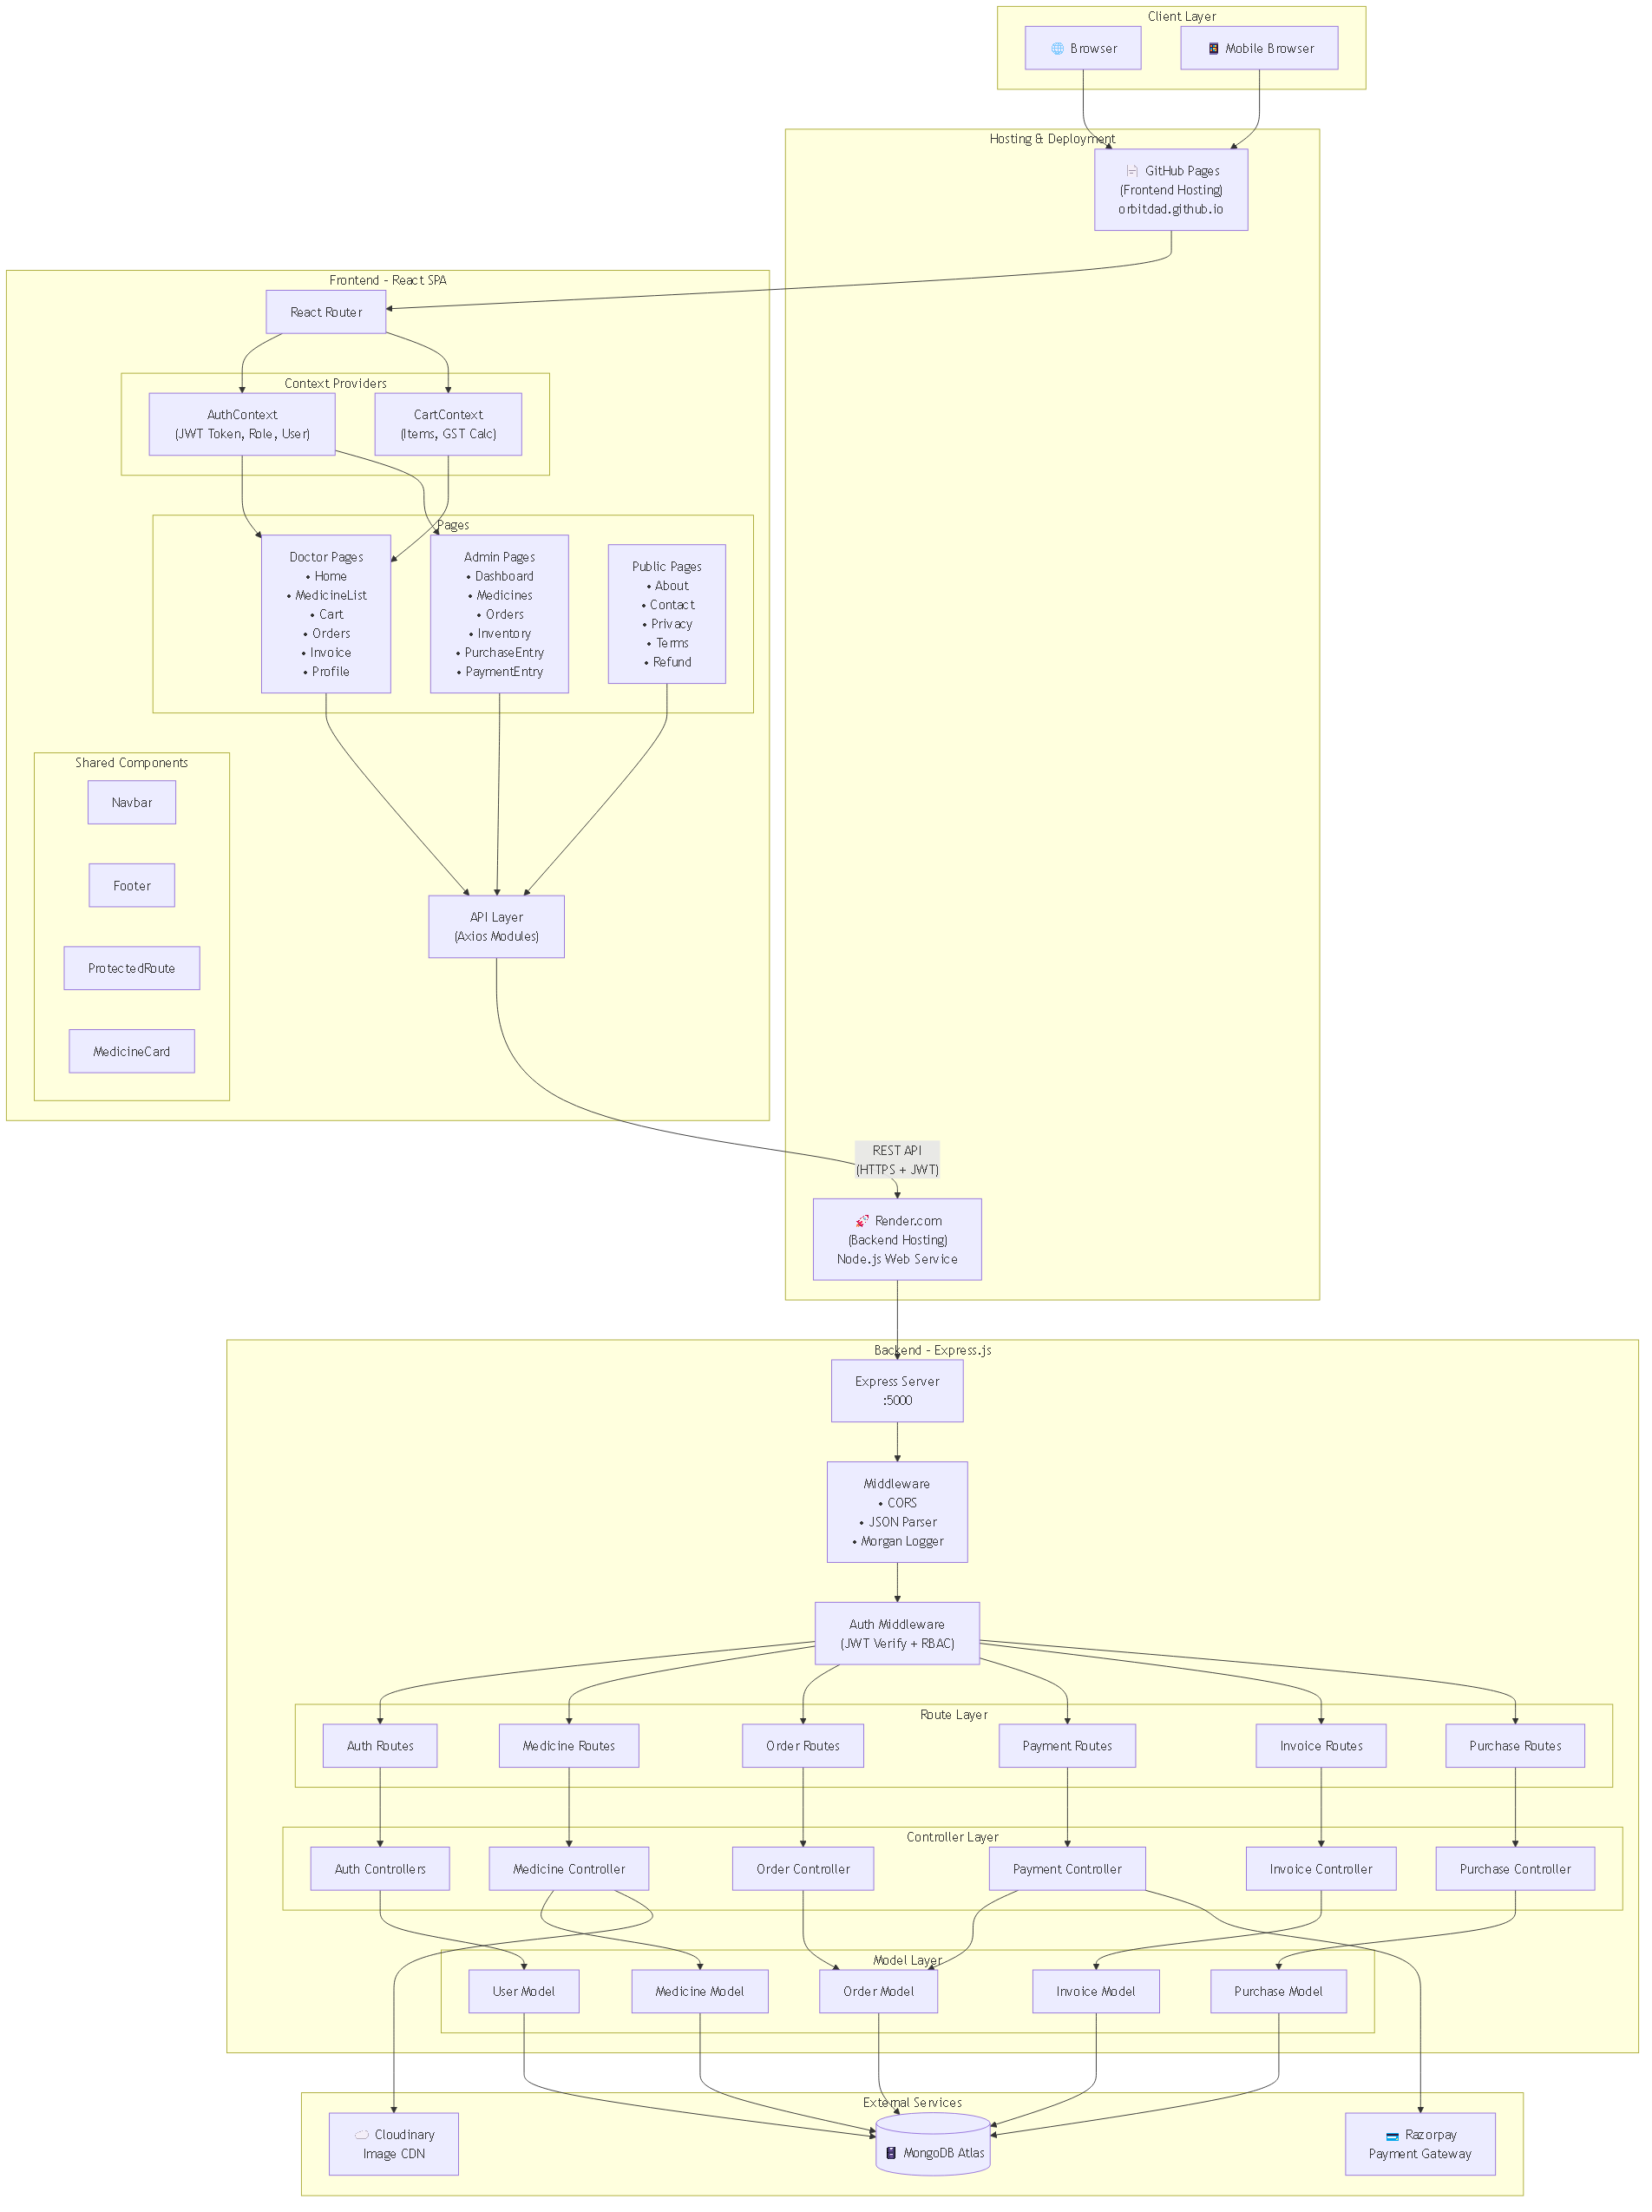 Client Layer
🌐 Browser
📱 Mobile Browser
Hosting & Deployment
📄 GitHub Pages
(Frontend Hosting)
orbitdad.github.io
Frontend - React SPA
React Router
Context Providers
AuthContext
(JWT Token, Role, User)
CartContext
(Items, GST Calc)
Pages
Doctor Pages
• Home
• MedicineList
• Cart
• Orders
• Invoice
• Profile
Admin Pages
• Dashboard
• Medicines
• Orders
• Inventory
• PurchaseEntry
• PaymentEntry
Public Pages
• About
• Contact
• Privacy
• Terms
• Refund
Shared Components
Navbar
Footer
ProtectedRoute
MedicineCard
API Layer
(Axios Modules)
REST API
(HTTPS + JWT)
🚀 Render.com
(Backend Hosting)
Node.js Web Service
Backend - Express.js
Express Server
:5000
Middleware
• CORS
• JSON Parser
• Morgan Logger
Auth Middleware
(JWT Verify + RBAC)
Route Layer
Auth Routes
Medicine Routes
Order Routes
Payment Routes
Invoice Routes
Purchase Routes
Controller Layer
Auth Controllers
Medicine Controller
Order Controller
Payment Controller
Invoice Controller
Purchase Controller
Model Layer
User Model
Medicine Model
Order Model
Invoice Model
Purchase Model
External Services
☁️ Cloudinary
Image CDN
🗄 MongoDB Atlas
💳 Razorpay
Payment Gateway